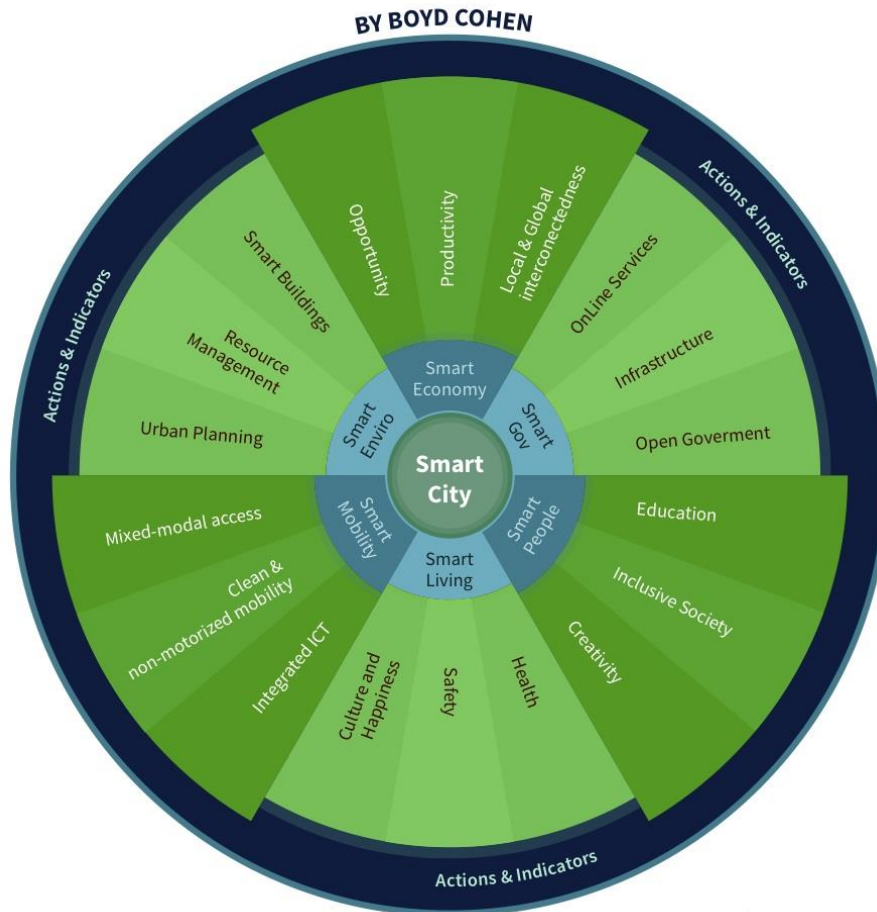 BY BOYD COHEN
Actions & Indicators
Actions & Indicators
Actions & Indicators
Smart
City
Smart
Economy
Opportunity
Productivity
Local & Global
interconectedness
Smart
Gov
OnLine Services
Infrastructure
Open Goverment
Smart
People
Education
Inclusive Society
Creativity
Smart
Living
Health
Safety
Culture and
Happiness
Smart
Mobility
Integrated ICT
Clean &
non-motorized mobility
Mixed-modal access
Smart
Enviro
Urban Planning
Resource
Management
Smart Buildings